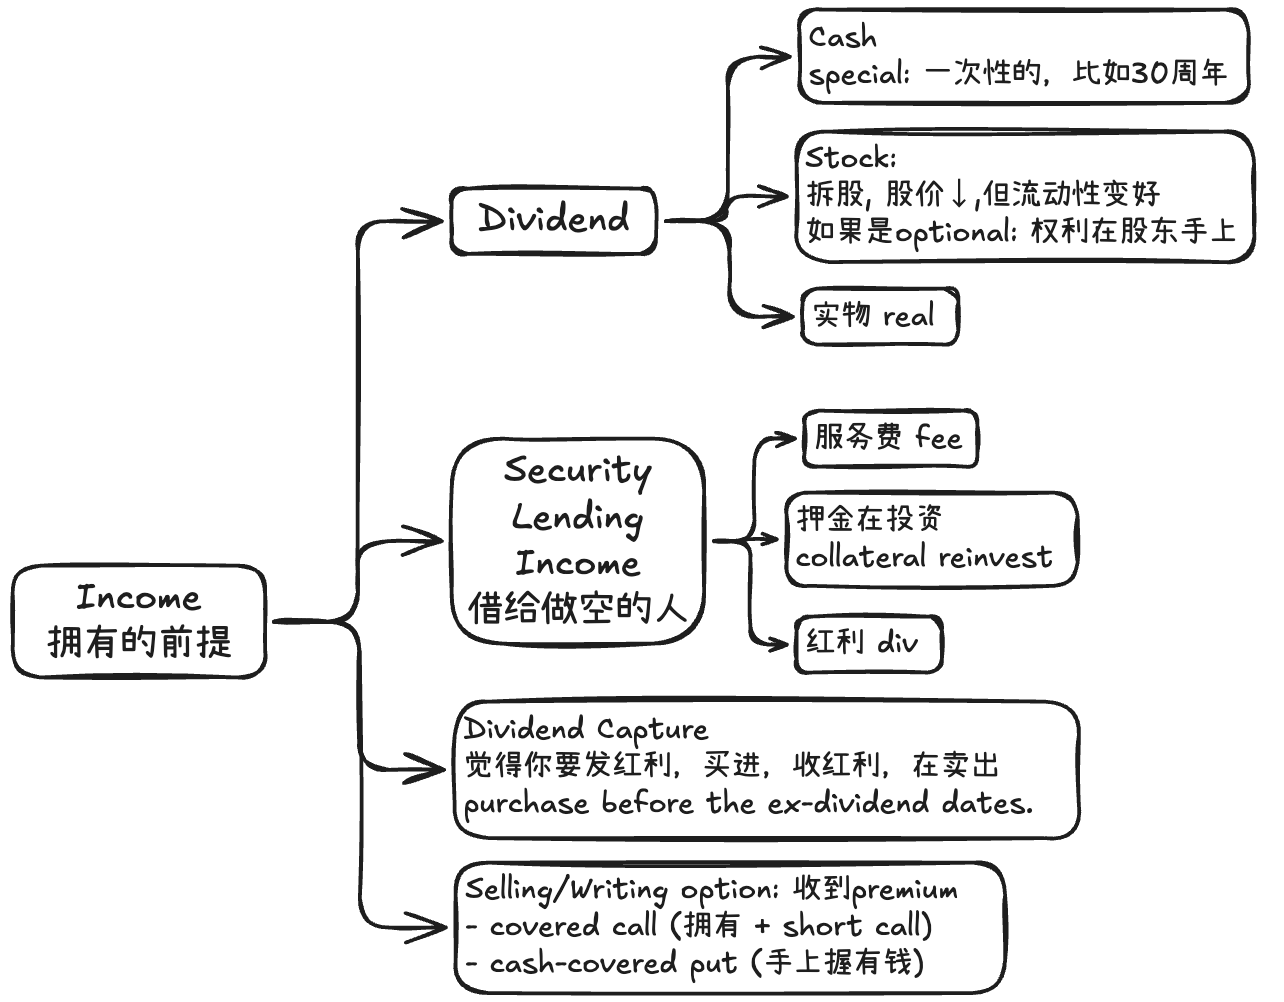 Income
拥有的前提
Dividend
Cash
special: 一次性的, 比如30周年
Stock:
拆股, 股价↓,但流动性变好
如果是optional: 权利在股东手上
实物 real
Security
Lending
Income
借给做空的人
服务费 fee
押金在投资
collateral reinvest
红利 div
Dividend Capture
觉得你要发红利, 买进, 收红利, 在卖出
purchase before the ex-dividend dates.
Selling/Writing option: 收到premium
- covered call (拥有 + short call)
- cash-covered put (手上握有钱)